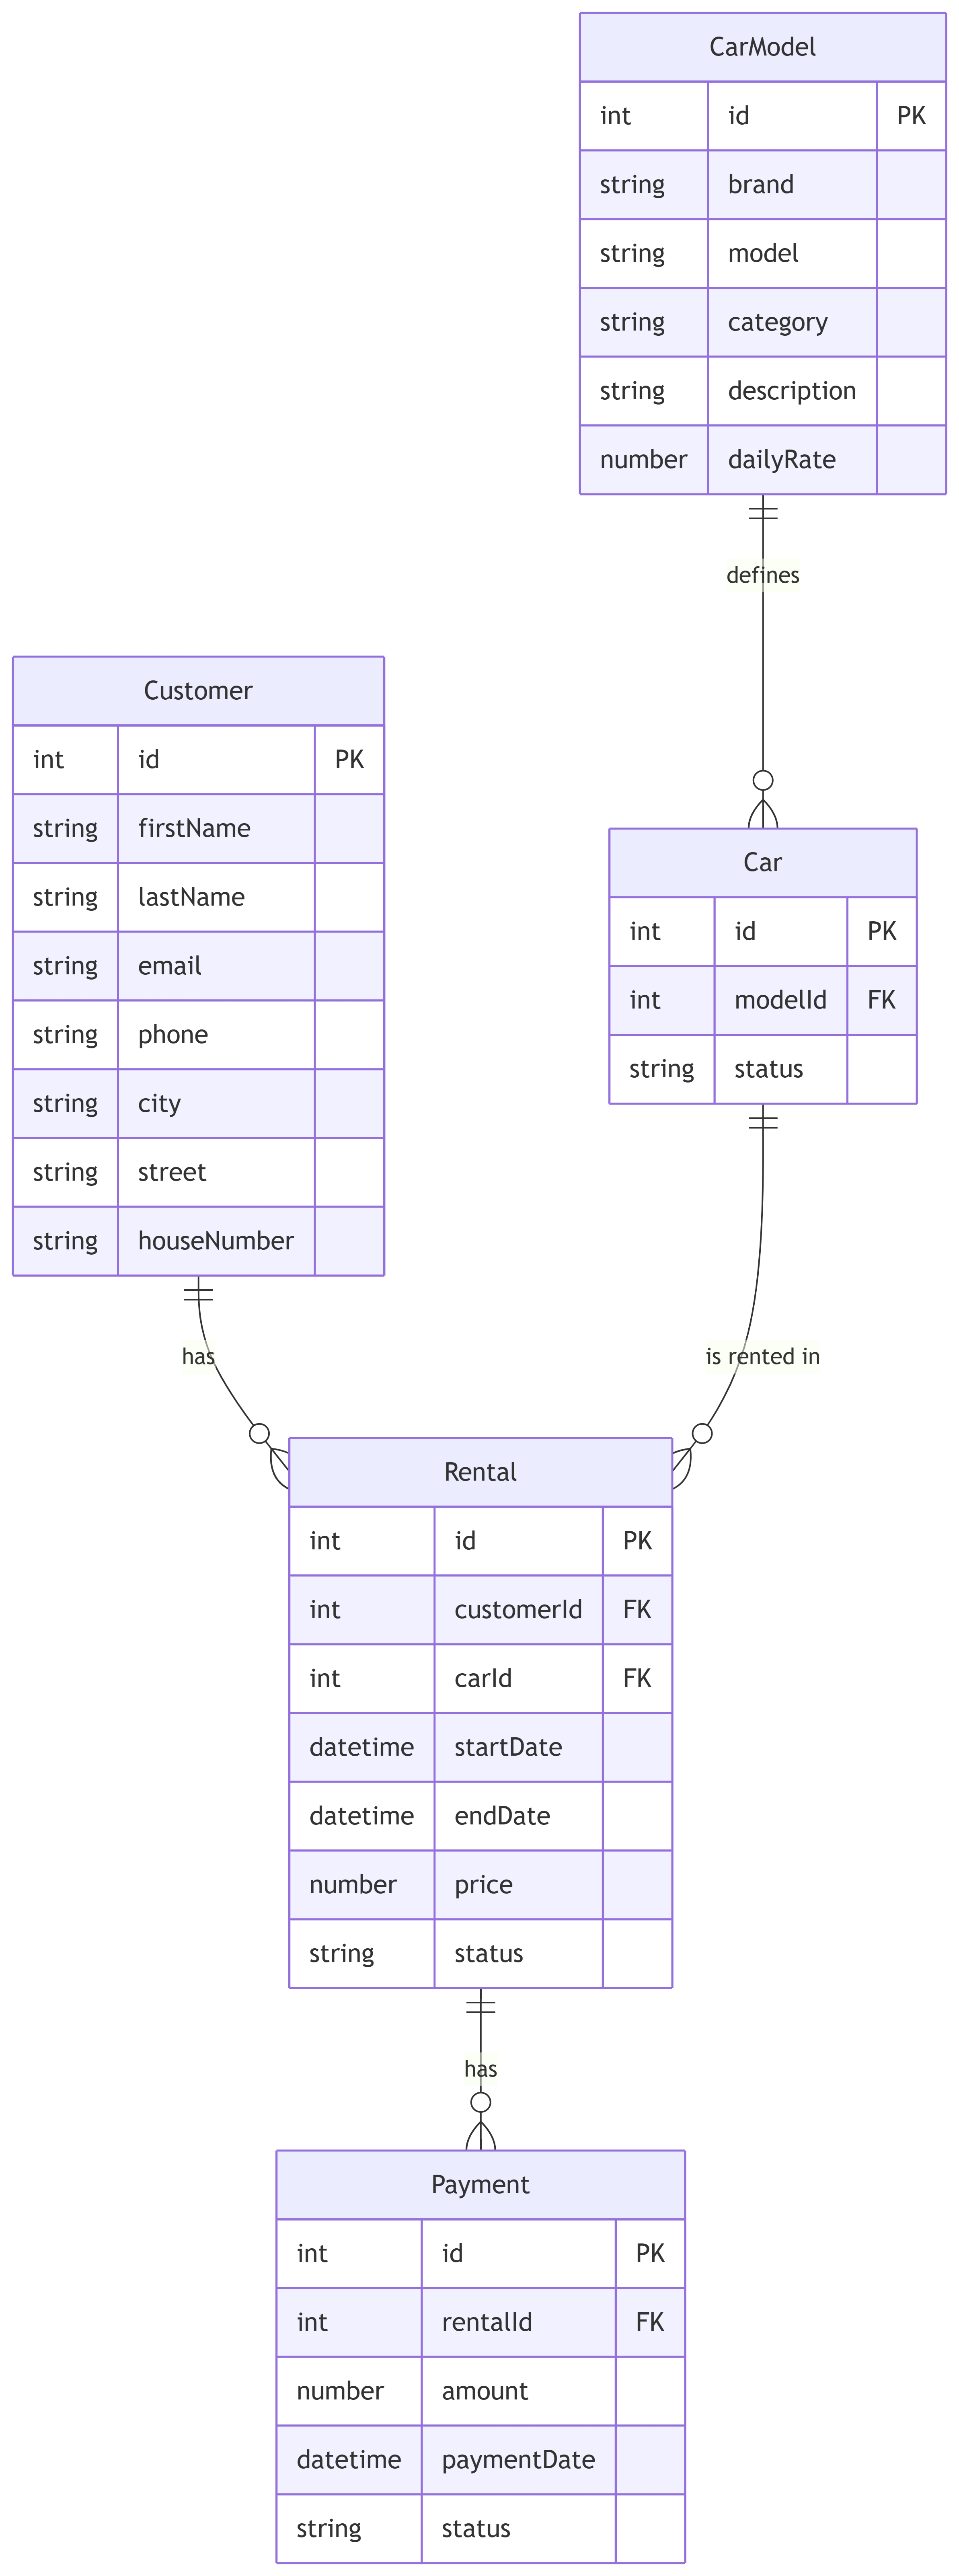 CarModel
int id PK
string brand
string model
string category
string description
number dailyRate
defines
Customer
int id PK
string firstName
string lastName
string email
string phone
string city
string street
string houseNumber
Car
int id PK
int modelId FK
string status
has
is rented in
Rental
int id PK
int customerId FK
int carId FK
datetime startDate
datetime endDate
number price
string status
has
Payment
int id PK
int rentalId FK
number amount
datetime paymentDate
string status